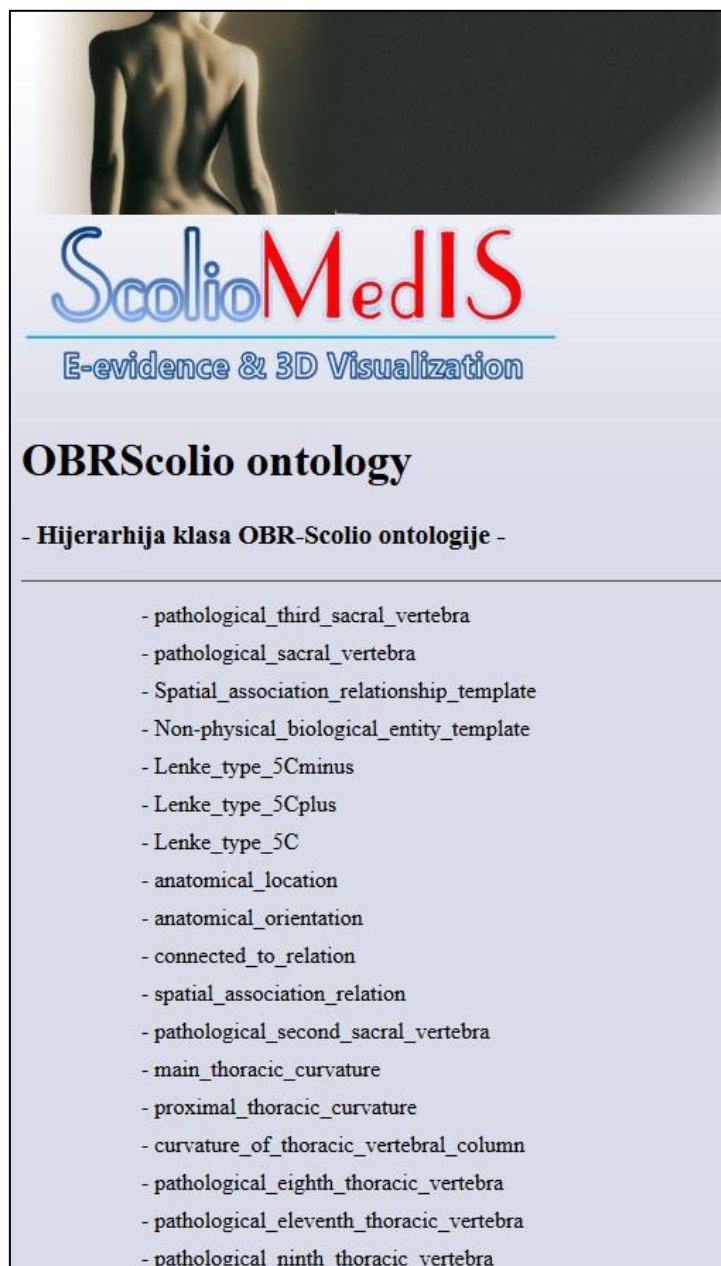 ScolioMedIS
E-evidence & 3D Visualization
OBRScolio ontology
- Hijerarhija klasa OBR-Scolio ontologije -
- pathological_third_sacral_vertebra
- pathological_sacral_vertebra
- Spatial_association_relationship_template
- Non-physical_biological_entity_template
- Lenke_type_5Cminus
- Lenke_type_5Cplus
- Lenke_type_5C
- anatomical_location
- anatomical_orientation
- connected_to_relation
- spatial_association_relation
- pathological_second_sacral_vertebra
- main_thoracic_curvature
- proximal_thoracic_curvature
- curvature_of_thoracic_vertebral_column
- pathological_eighth_thoracic_vertebra
- pathological_eleventh_thoracic_vertebra
- pathological_ninth_thoracic_vertebra